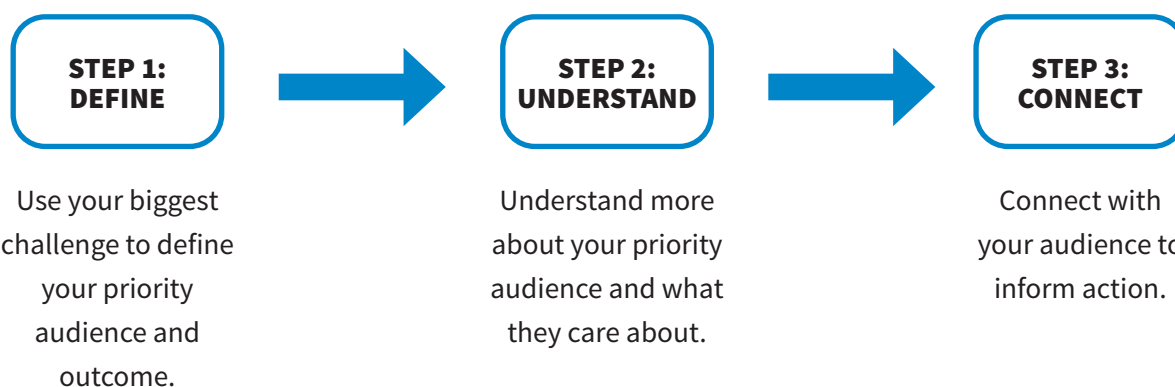 STEP 1:
DEFINE
Use your biggest
challenge to define
your priority
audience and
outcome.
STEP 2:
UNDERSTAND
Understand more
about your priority
audience and what
they care about.
STEP 3:
CONNECT
Connect with
your audience to
inform action.